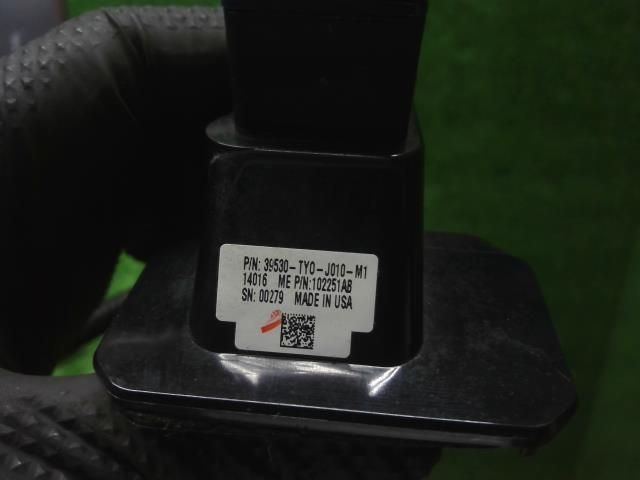 P/N: 39530-TY0-J010-M1
14016 ME P/N:102251AB
SN: 00279 MADE IN USA